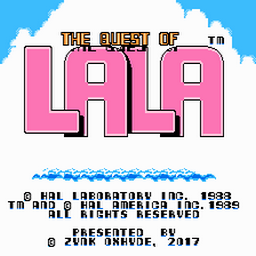 THE QUEST OF
LALA TM
© HAL LABORATORY INC., 1988
TM AND © HAL AMERICA INC. 1989
ALL RIGHTS RESERVED
PRESENTED BY
© ZYNK OXHYDE, 2017